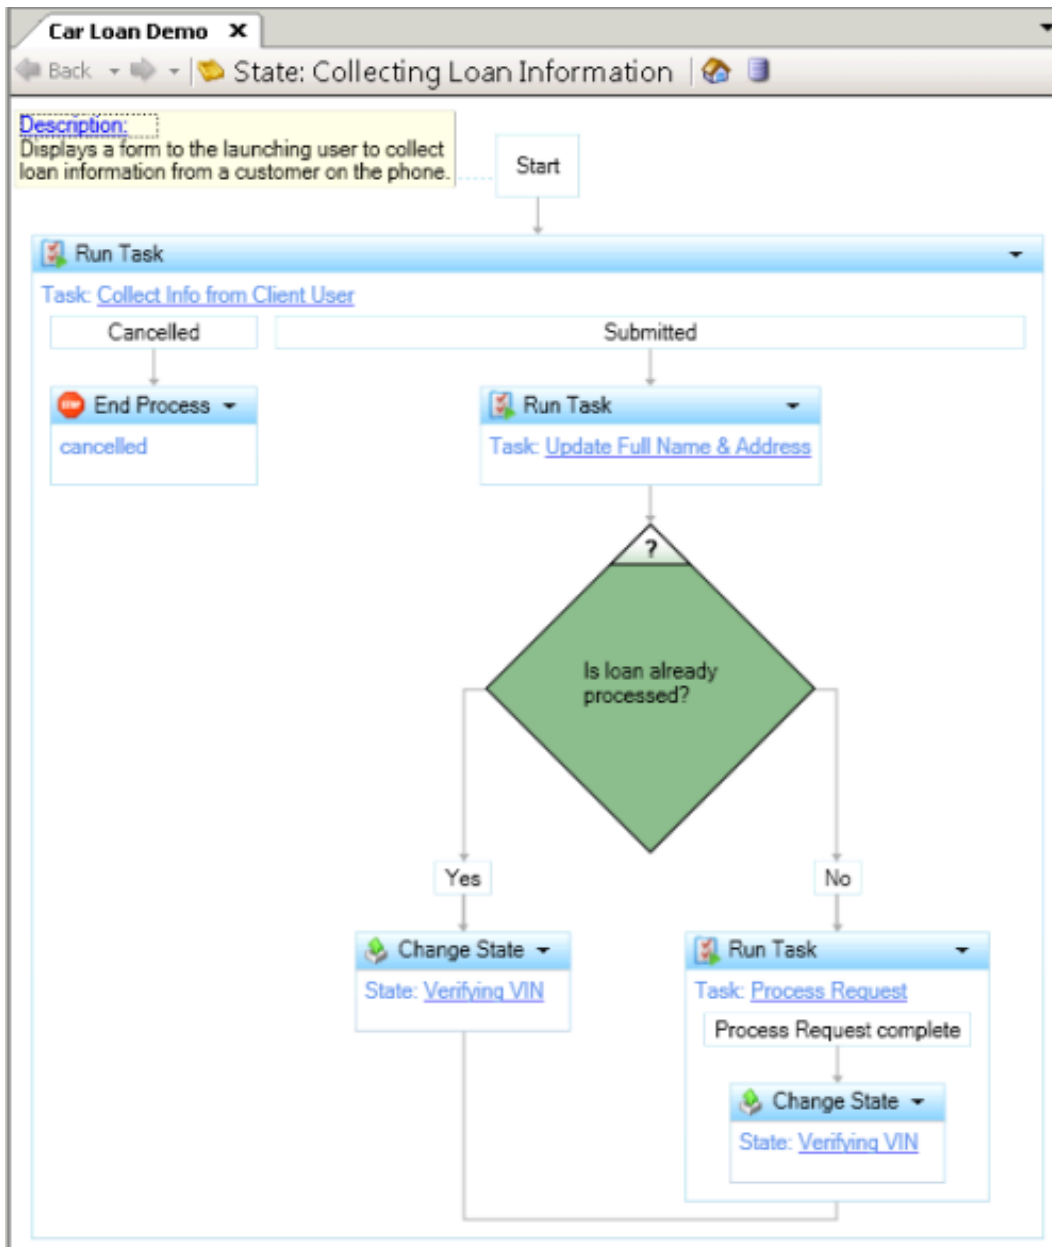 Car Loan Demo X
Back State: Collecting Loan Information
Description:
Displays a form to the launching user to collect
loan information from a customer on the phone.
Start
Run Task
Task: Collect Info from Client User
Cancelled
Submitted
STOP End Process
cancelled
Run Task
Task: Update Full Name & Address
?
Is loan already
processed?
Yes
No
Change State
State: Verifying VIN
Run Task
Task: Process Request
Process Request complete
Change State
State: Verifying VIN